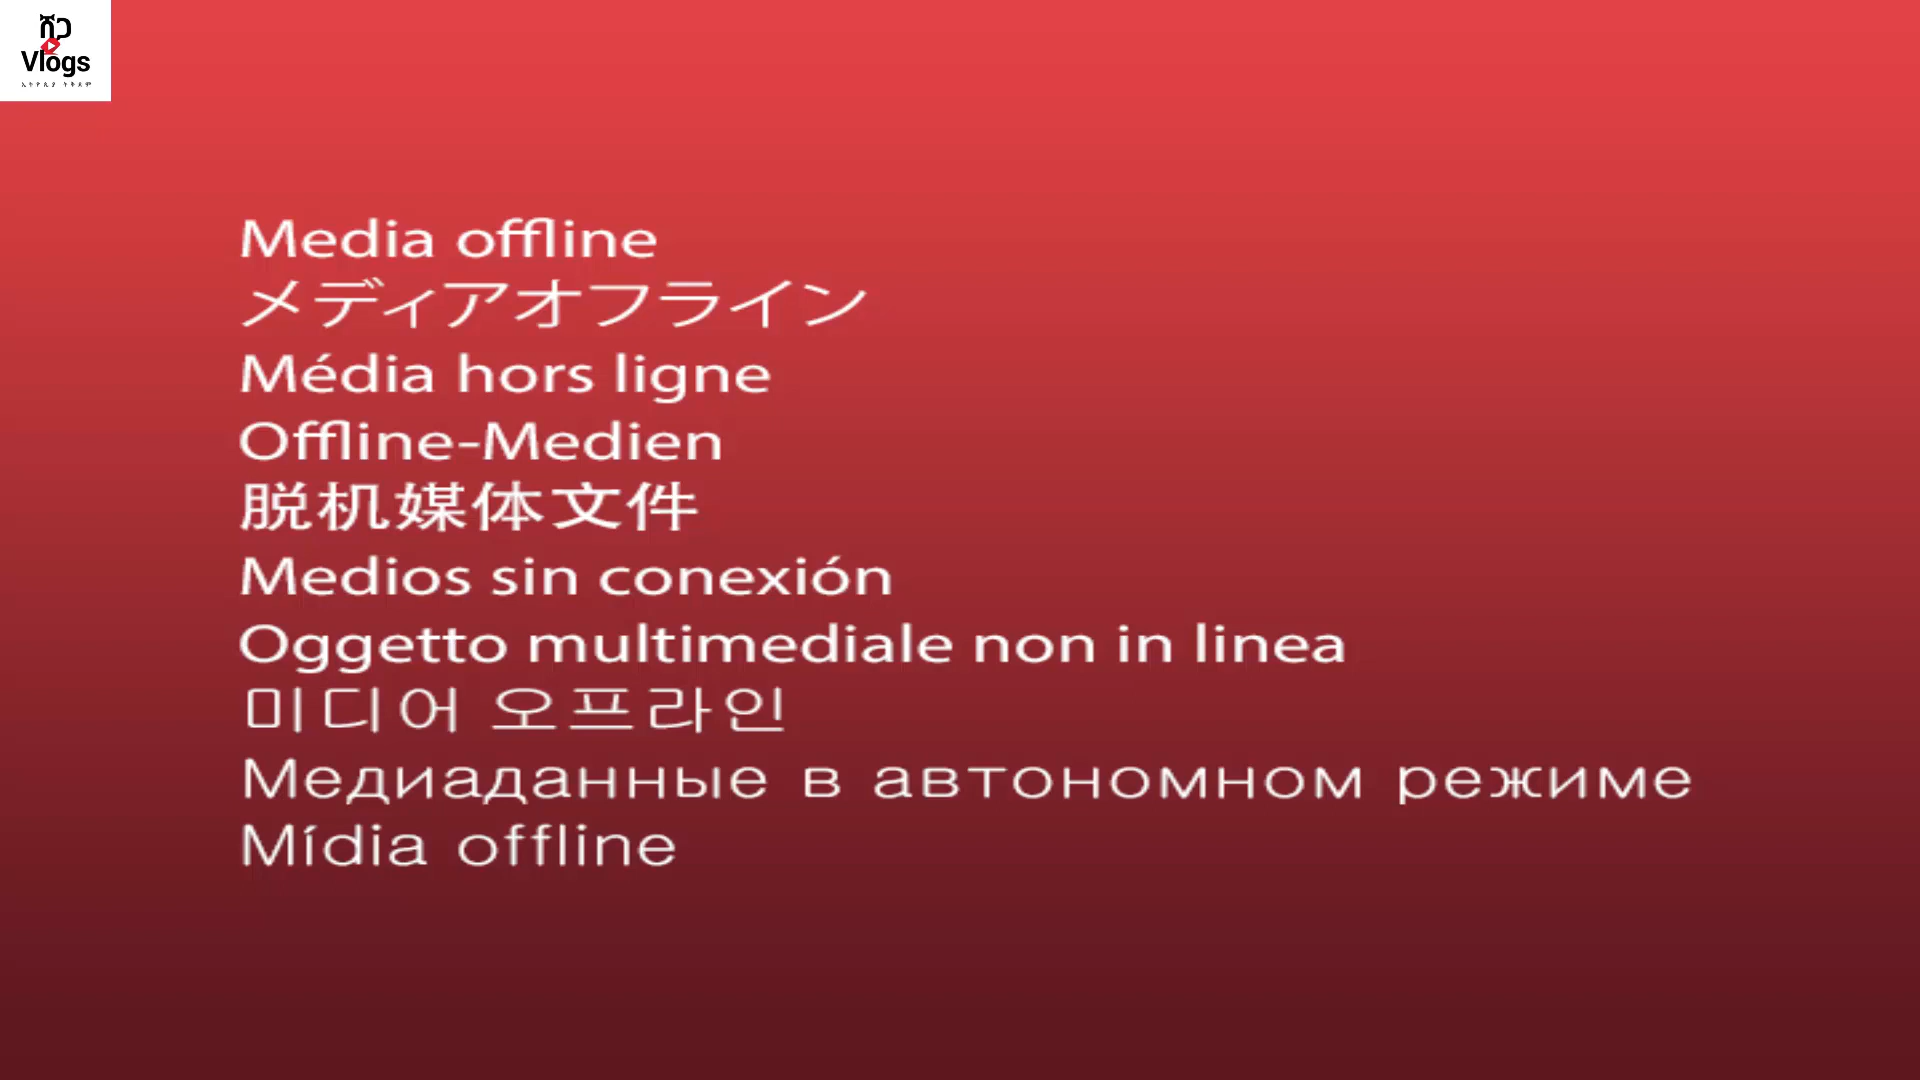 Vlogs
Media offline
メディアオフライン
Média hors ligne
Offline-Medien
脱机媒体文件
Medios sin conexión
Oggetto multimediale non in linea
미디어 오프라인
Медиаданные в автономном режиме
Mídia offline